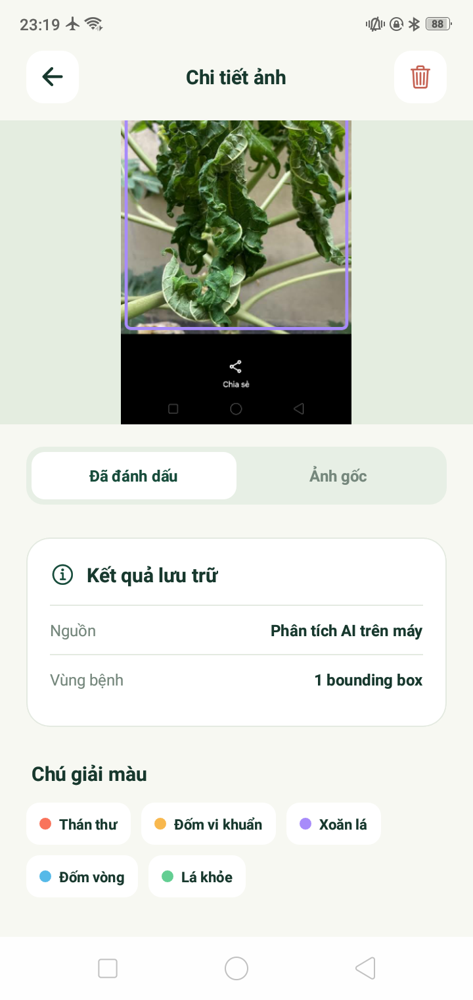 23:19
88
Chi tiết ảnh
Chia sẻ
Đã đánh dấu
Ảnh gốc
Kết quả lưu trữ
Nguồn
Phân tích AI trên máy
Vùng bệnh
1 bounding box
Chú giải màu
Thán thư
Đốm vi khuẩn
Xoăn lá
Đốm vòng
Lá khỏe